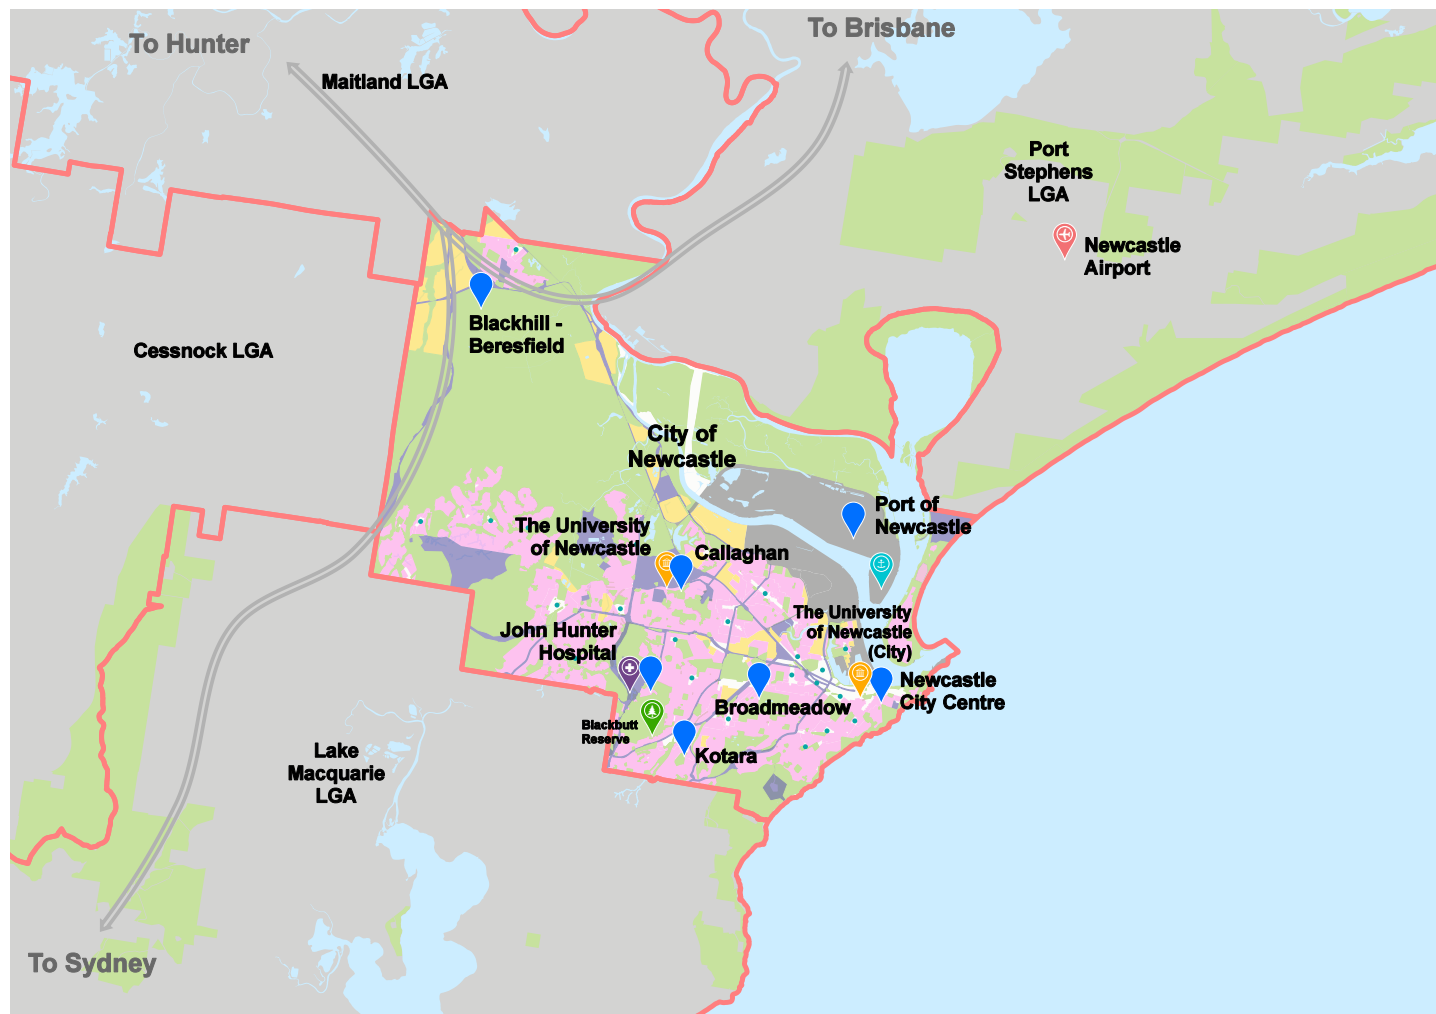 To Hunter
To Brisbane
Maitland LGA
Port
Stephens
LGA
Newcastle
Airport
Blackhill -
Beresfield
Cessnock LGA
City of
Newcastle
Port of
Newcastle
The University
of Newcastle
Callaghan
The University
of Newcastle
(City)
John Hunter
Hospital
Newcastle
City Centre
Broadmeadow
Blackbutt
Reserve
Kotara
Lake
Macquarie
LGA
To Sydney